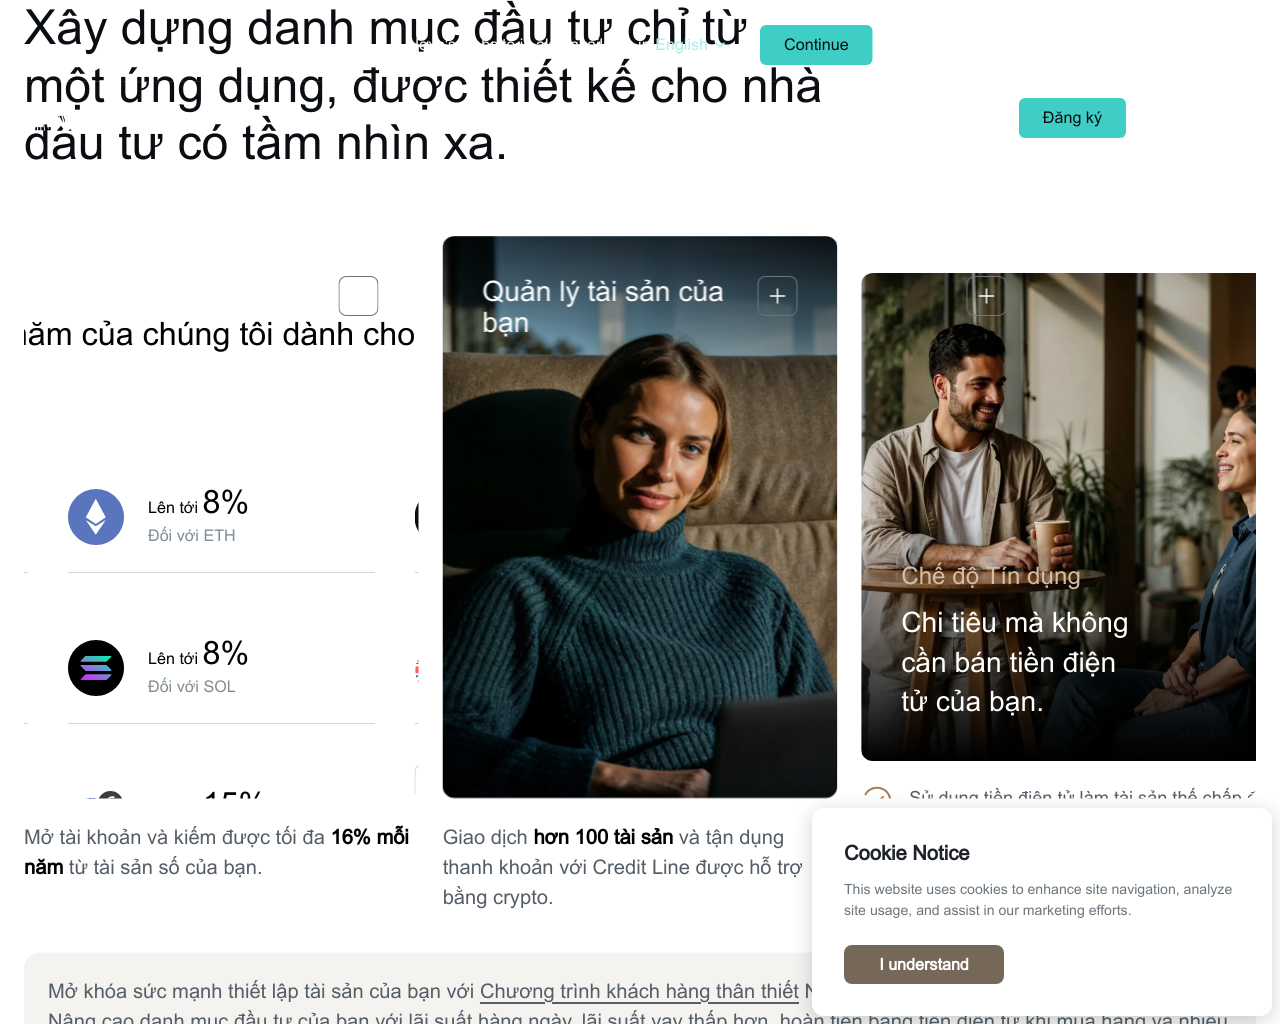 Xây dựng danh mục đầu tư chỉ từ
một ứng dụng, được thiết kế cho nhà
đầu tư có tầm nhìn xa.
English
Continue
Đăng ký
của chúng tôi dành cho
Lên tới 8%
Đối với ETH
Lên tới 8%
Đối với SOL
15%
Mở tài khoản và kiếm được tối đa 16% mỗi
năm từ tài sản số của bạn.
Quản lý tài sản của
bạn
Giao dịch hơn 100 tài sản và tận dụng
thanh khoản với Credit Line được hỗ trợ
bằng crypto.
Chế độ Tín dụng
Chi tiêu mà không
cần bán tiền điện
tử của bạn.
Sử dụng tiền điện tử làm tài sản thế chấp
Cookie Notice
This website uses cookies to enhance site navigation, analyze
site usage, and assist in our marketing efforts.
I understand
Mở khóa sức mạnh thiết lập tài sản của bạn với Chương trình khách hàng thân thiết
Nâng cao danh mục đầu tư của bạn với lãi suất hàng ngày, lãi suất vay thấp hơn, hoàn tiền bằng tiền điện tử khi mua hàng và nhiều